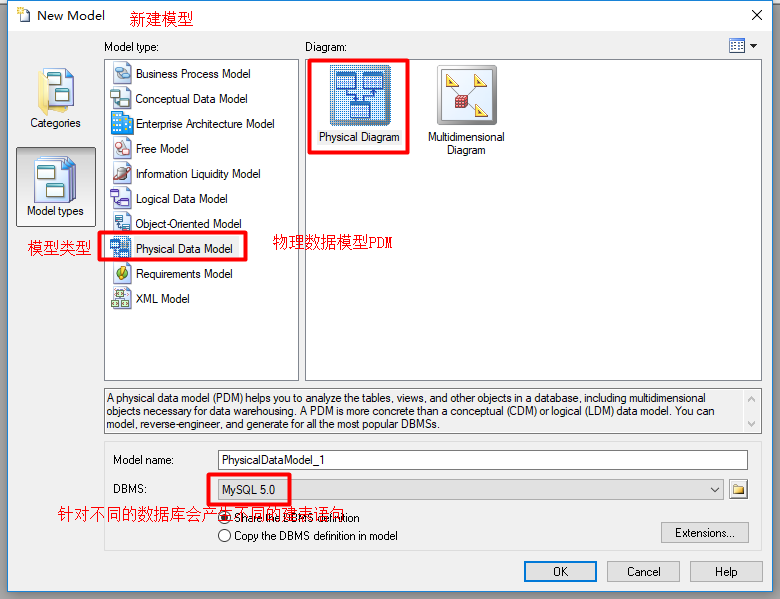 New Model
新建模型
Model type:
Diagram:
Categories
Model types
模型类型
Business Process Model
Conceptual Data Model
Enterprise Architecture Model
Free Model
Information Liquidity Model
Logical Data Model
Object-Oriented Model
Physical Data Model
Requirements Model
XML Model
物理数据模型PDM
Physical Diagram
Multidimensional
Diagram
A physical data model (PDM) helps you to analyze the tables, views, and other objects in a database, including multidimensional
objects necessary for data warehousing. A PDM is more concrete than a conceptual (CDM) or logical (LDM) data model. You can
model, reverse-engineer, and generate for all the most popular DBMSs.
Model name:
PhysicalDataModel_1
DBMS:
MySQL 5.0
针对不同的数据库会产生不同的建表语句
Share the DBMS definition
Copy the DBMS definition in model
Extensions...
OK
Cancel
Help